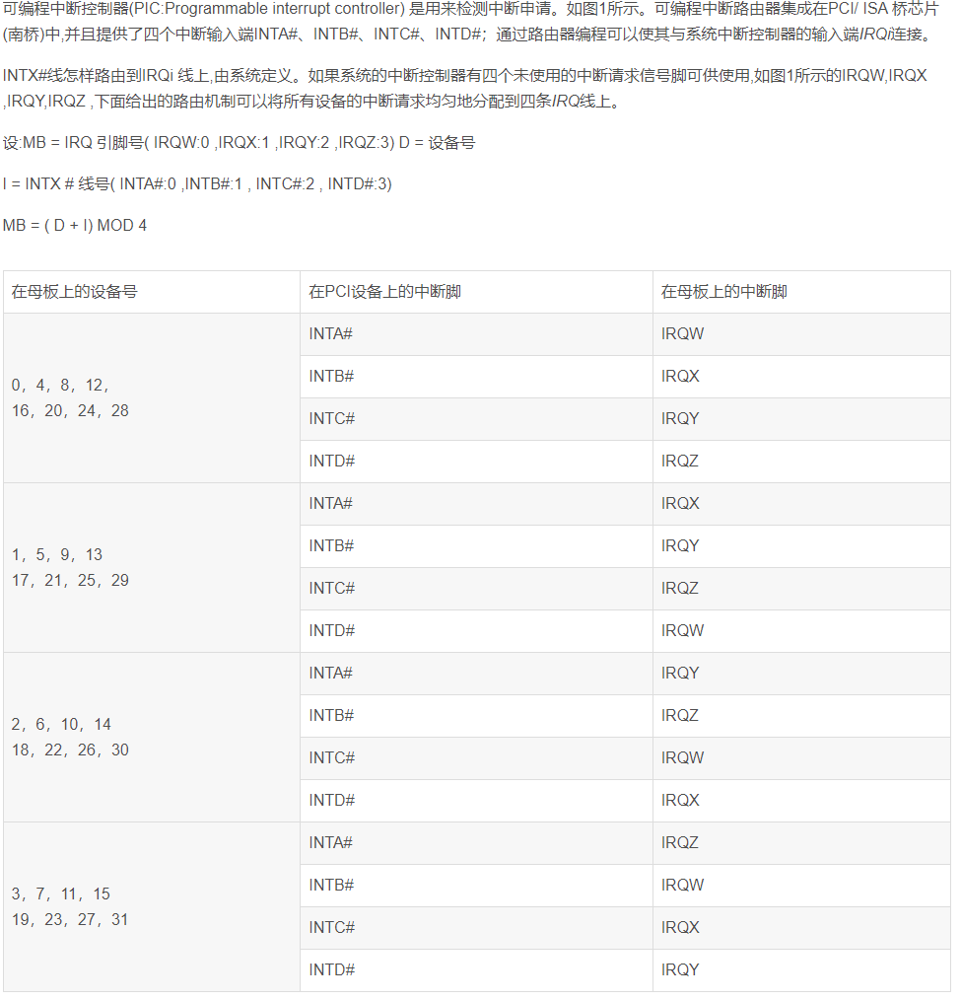 可编程中断控制器(PIC:Programmable interrupt controller) 是用来检测中断申请。如图1所示。可编程中断路由器集成在PCI/ ISA 桥芯片
(南桥)中,并且提供了四个中断输入端INTA#、INTB#、INTC#、INTD#；通过路由器编程可以使其与系统中断控制器的输入端IRQi连接。
INTX#线怎样路由到IRQi 线上,由系统定义。如果系统的中断控制器有四个未使用的中断请求信号脚可供使用,如图1所示的IRQW,IRQX
,IRQY,IRQZ ,下面给出的路由机制可以将所有设备的中断请求均匀地分配到四条IRQ线上。
设:MB = IRQ 引脚号( IRQW:0 ,IRQX:1 ,IRQY:2 ,IRQZ:3) D = 设备号
I = INTX # 线号( INTA#:0 ,INTB#:1 , INTC#:2 , INTD#:3)
MB = ( D + I) MOD 4
在母板上的设备号 在PCI设备上的中断脚 在母板上的中断脚
0，4，8，12，
16，20，24，28
INTA# IRQW
INTB# IRQX
INTC# IRQY
INTD# IRQZ
1，5，9，13
17，21，25，29
INTA# IRQX
INTB# IRQY
INTC# IRQZ
INTD# IRQW
2，6，10，14
18，22，26，30
INTA# IRQY
INTB# IRQZ
INTC# IRQW
INTD# IRQX
3，7，11，15
19，23，27，31
INTA# IRQZ
INTB# IRQW
INTC# IRQX
INTD# IRQY